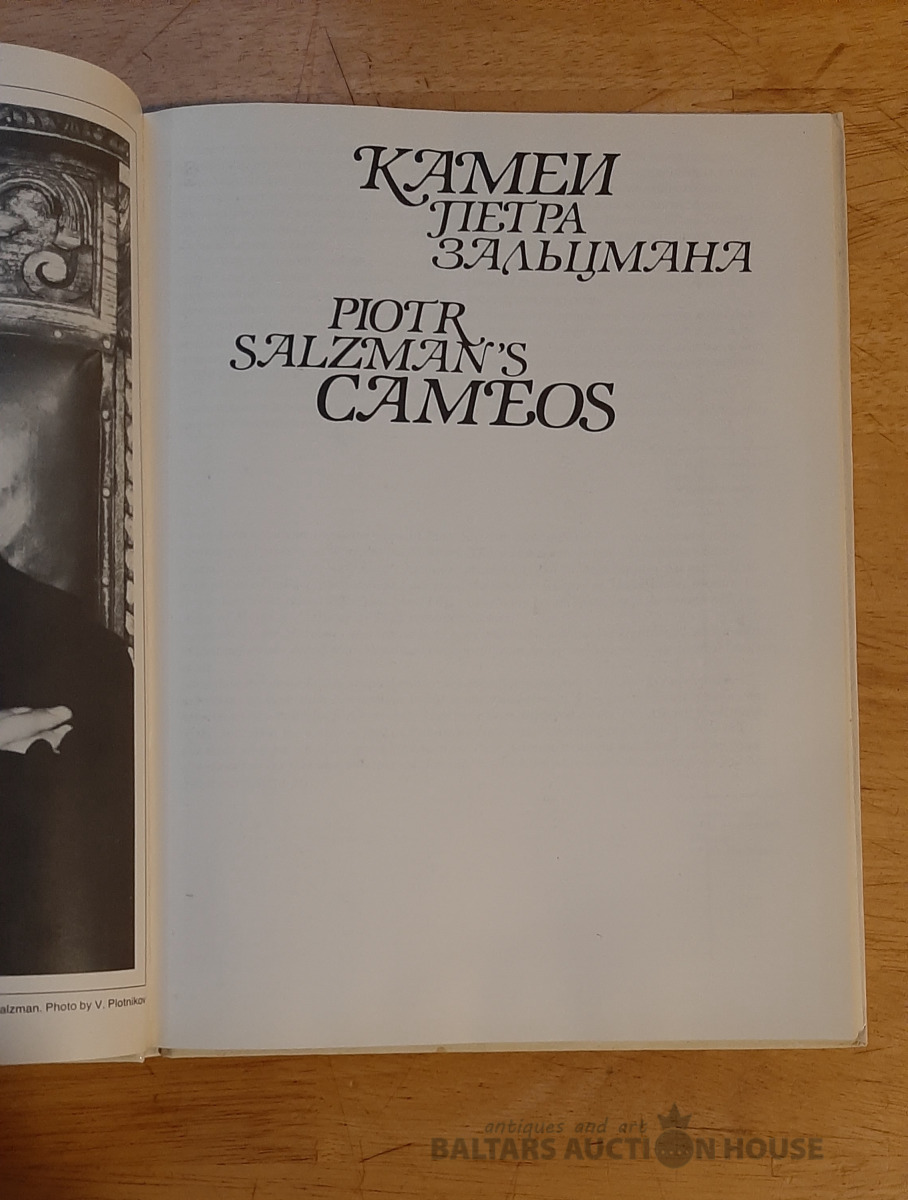 КАМЕИ
ПЕТРА
ЗАЛЬЦМАНА
PIOTR
SALZMAN'S
CAMEOS
alzman. Photo by V. Plotnikov
antiques and art
BALTARS AUCTION HOUSE